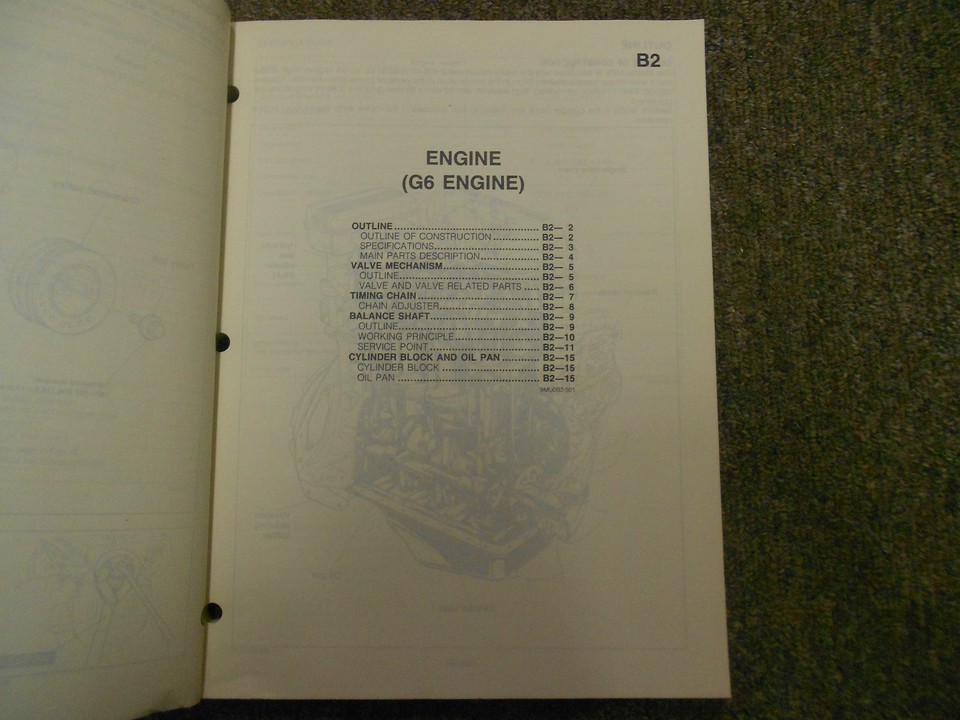 B2
ENGINE
(G6 ENGINE)
OUTLINE.......................................................... B2— 2
OUTLINE OF CONSTRUCTION ................ B2— 2
SPECIFICATIONS..................................... B2— 3
MAIN PARTS DESCRIPTION..................... B2— 4
VALVE MECHANISM.................................. B2— 5
OUTLINE................................................. B2— 5
VALVE AND VALVE RELATED PARTS ..... B2— 6
TIMING CHAIN ........................................... B2— 7
CHAIN ADJUSTER................................... B2— 8
BALANCE SHAFT....................................... B2— 9
OUTLINE................................................. B2— 9
WORKING PRINCIPLE............................. B2—10
SERVICE POINT ..................................... B2—11
CYLINDER BLOCK AND OIL PAN ............. B2—15
CYLINDER BLOCK .................................. B2—15
OIL PAN ................................................. B2—15